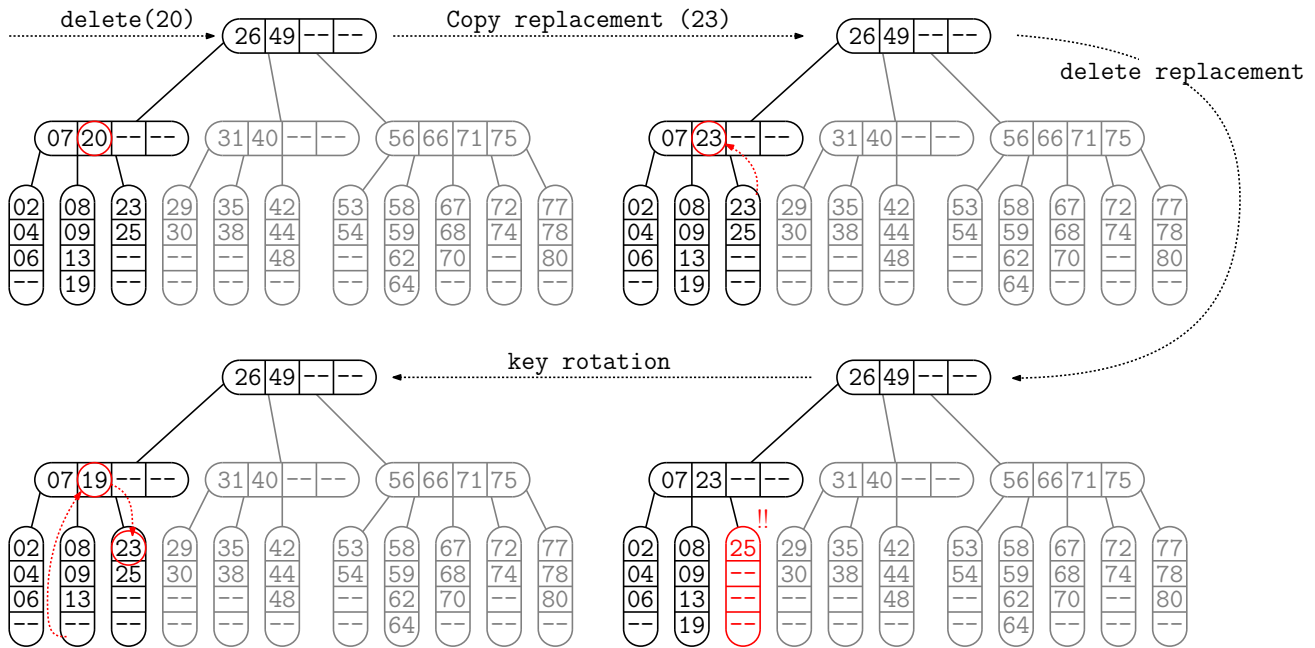 delete(20)
26 49 -- --
07 20 -- -- 31 40 -- -- 56 66 71 75
02 08 23 29 35 42 53 58 67 72 77
04 09 25 30 38 44 54 59 68 74 78
06 13 -- -- -- 48 -- 62 70 -- 80
-- 19 -- -- -- -- -- 64 -- -- --
Copy replacement (23)
26 49 -- --
07 23 -- -- 31 40 -- -- 56 66 71 75
02 08 23 29 35 42 53 58 67 72 77
04 09 25 30 38 44 54 59 68 74 78
06 13 -- -- -- 48 -- 62 70 -- 80
-- 19 -- -- -- -- -- 64 -- -- --
delete replacement
26 49 -- --
07 23 -- -- 31 40 -- -- 56 66 71 75
!!
02 08 25 29 35 42 53 58 67 72 77
04 09 -- 30 38 44 54 59 68 74 78
06 13 -- -- -- 48 -- 62 70 -- 80
-- 19 -- -- -- -- -- 64 -- -- --
key rotation
26 49 -- --
07 19 -- -- 31 40 -- -- 56 66 71 75
02 08 23 29 35 42 53 58 67 72 77
04 09 25 30 38 44 54 59 68 74 78
06 13 -- -- -- 48 -- 62 70 -- 80
-- -- -- -- -- -- -- 64 -- -- --